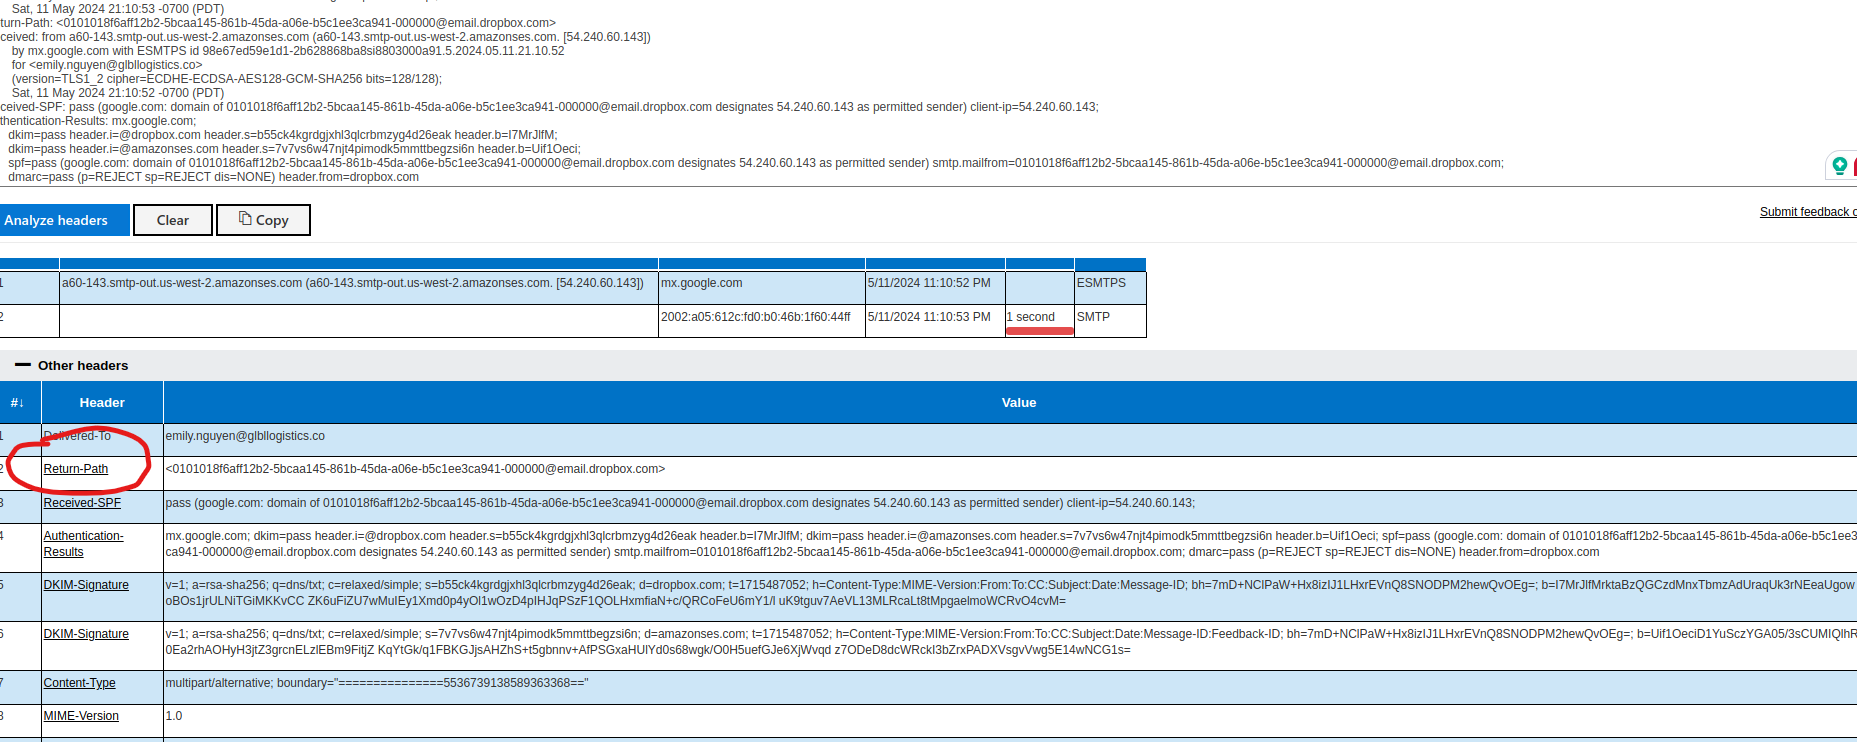 Sat, 11 May 2024 21:10:53 -0700 (PDT)
turn-Path: <0101018f6aff12b2-5bcaa145-861b-45da-a06e-b5c1ee3ca941-000000@email.dropbox.com>
ceived: from a60-143.smtp-out.us-west-2.amazonses.com (a60-143.smtp-out.us-west-2.amazonses.com. [54.240.60.143])
by mx.google.com with ESMTPS id 98e67ed59e1d1-2b628868ba8si8803000a91.5.2024.05.11.21.10.52
for <emily.nguyen@glbllogistics.co>
(version=TLS1_2 cipher=ECDHE-ECDSA-AES128-GCM-SHA256 bits=128/128);
Sat, 11 May 2024 21:10:52 -0700 (PDT)
ceived-SPF: pass (google.com: domain of 0101018f6aff12b2-5bcaa145-861b-45da-a06e-b5c1ee3ca941-000000@email.dropbox.com designates 54.240.60.143 as permitted sender) client-ip=54.240.60.143;
thentication-Results: mx.google.com;
dkim=pass header.i=@dropbox.com header.s=b55ck4kgrdgjxhl3qlcrbmzyg4d26eak header.b=I7MrJlfM;
dkim=pass header.i=@amazonses.com header.s=7v7vs6w47njt4pimodk5mmttbegzsi6n header.b=Uif1Oeci;
spf=pass (google.com: domain of 0101018f6aff12b2-5bcaa145-861b-45da-a06e-b5c1ee3ca941-000000@email.dropbox.com designates 54.240.60.143 as permitted sender) smtp.mailfrom=0101018f6aff12b2-5bcaa145-861b-45da-a06e-b5c1ee3ca941-000000@email.dropbox.com;
dmarc=pass (p=REJECT sp=REJECT dis=NONE) header.from=dropbox.com
Analyze headers Clear Copy Submit feedback o
1 a60-143.smtp-out.us-west-2.amazonses.com (a60-143.smtp-out.us-west-2.amazonses.com. [54.240.60.143]) mx.google.com 5/11/2024 11:10:52 PM ESMTPS
2 2002:a05:612c:fd0:b0:46b:1f60:44ff 5/11/2024 11:10:53 PM 1 second SMTP
Other headers
#↓ Header Value
1 Delivered-To emily.nguyen@glbllogistics.co
2 Return-Path <0101018f6aff12b2-5bcaa145-861b-45da-a06e-b5c1ee3ca941-000000@email.dropbox.com>
3 Received-SPF pass (google.com: domain of 0101018f6aff12b2-5bcaa145-861b-45da-a06e-b5c1ee3ca941-000000@email.dropbox.com designates 54.240.60.143 as permitted sender) client-ip=54.240.60.143;
4 Authentication- mx.google.com; dkim=pass header.i=@dropbox.com header.s=b55ck4kgrdgjxhl3qlcrbmzyg4d26eak header.b=I7MrJlfM; dkim=pass header.i=@amazonses.com header.s=7v7vs6w47njt4pimodk5mmttbegzsi6n header.b=Uif1Oeci; spf=pass (google.com: domain of 0101018f6aff12b2-5bcaa145-861b-45da-a06e-b5c1ee3
Results ca941-000000@email.dropbox.com designates 54.240.60.143 as permitted sender) smtp.mailfrom=0101018f6aff12b2-5bcaa145-861b-45da-a06e-b5c1ee3ca941-000000@email.dropbox.com; dmarc=pass (p=REJECT sp=REJECT dis=NONE) header.from=dropbox.com
5 DKIM-Signature v=1; a=rsa-sha256; q=dns/txt; c=relaxed/simple; s=b55ck4kgrdgjxhl3qlcrbmzyg4d26eak; d=dropbox.com; t=1715487052; h=Content-Type:MIME-Version:From:To:CC:Subject:Date:Message-ID; bh=7mD+NClPaW+Hx8izIJ1LHxrEVnQ8SNODPM2hewQvOEg=; b=I7MrJlfMrktaBzQGCzdMnxTbmzAdUraqUk3rNEeaUgow
oBOs1jrULNiTGiMKKvCC ZK6uFiZU7wMulEy1Xmd0p4yOl1wOzD4pIHJqPSzF1QOLHxmfiaN+c/QRCoFeU6mY1/l uK9tguv7AeVL13MLRcaLt8tMpgaelmoWCRvO4cvM=
6 DKIM-Signature v=1; a=rsa-sha256; q=dns/txt; c=relaxed/simple; s=7v7vs6w47njt4pimodk5mmttbegzsi6n; d=amazonses.com; t=1715487052; h=Content-Type:MIME-Version:From:To:CC:Subject:Date:Message-ID:Feedback-ID; bh=7mD+NClPaW+Hx8izIJ1LHxrEVnQ8SNODPM2hewQvOEg=; b=Uif1OeciD1YuSczYGA05/3sCUMIQlhR
0Ea2rhAOHyH3jtZ3grcnELzlEBm9FitjZ KqYtGk/q1FBKGJjsAHZhS+t5gbnnv+AfPSGxaHUlYd0s68wgk/O0H5uefGJe6XjWvqd z7ODeD8dcWRckI3bZrxPADXVsgvVwg5E14wNCG1s=
7 Content-Type multipart/alternative; boundary="===============5536739138589363368=="
8 MIME-Version 1.0